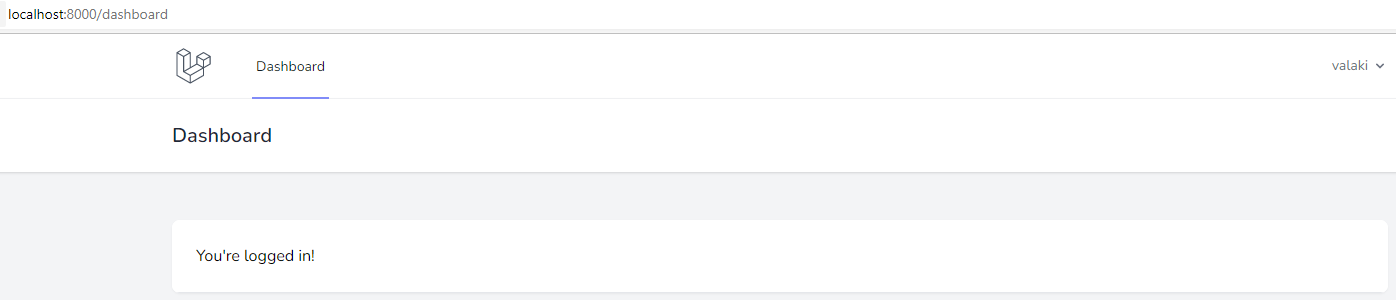 localhost:8000/dashboard
Dashboard
valaki
Dashboard
You're logged in!